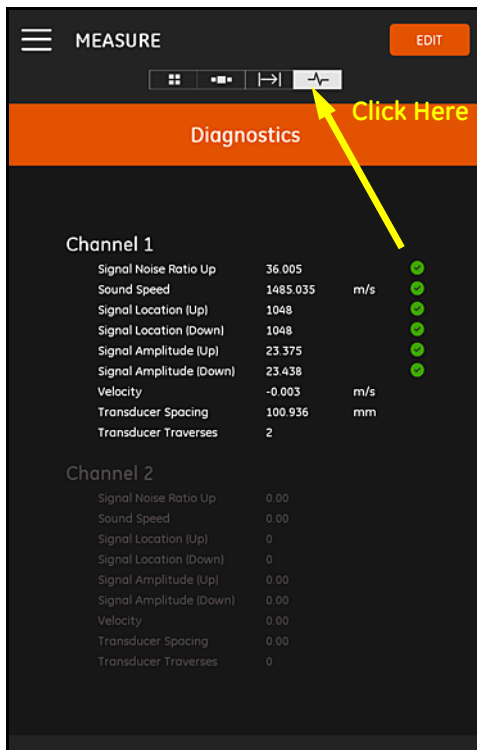 MEASURE EDIT
Click Here
Diagnostics
Channel 1
Signal Noise Ratio Up 36.005
Sound Speed 1485.035 m/s
Signal Location (Up) 1048
Signal Location (Down) 1048
Signal Amplitude (Up) 23.375
Signal Amplitude (Down) 23.438
Velocity -0.003 m/s
Transducer Spacing 100.936 mm
Transducer Traverses 2
Channel 2
Signal Noise Ratio Up 0.00
Sound Speed 0.00
Signal Location (Up) 0
Signal Location (Down) 0
Signal Amplitude (Up) 0.00
Signal Amplitude (Down) 0.00
Velocity 0.00
Transducer Spacing 0.00
Transducer Traverses 0